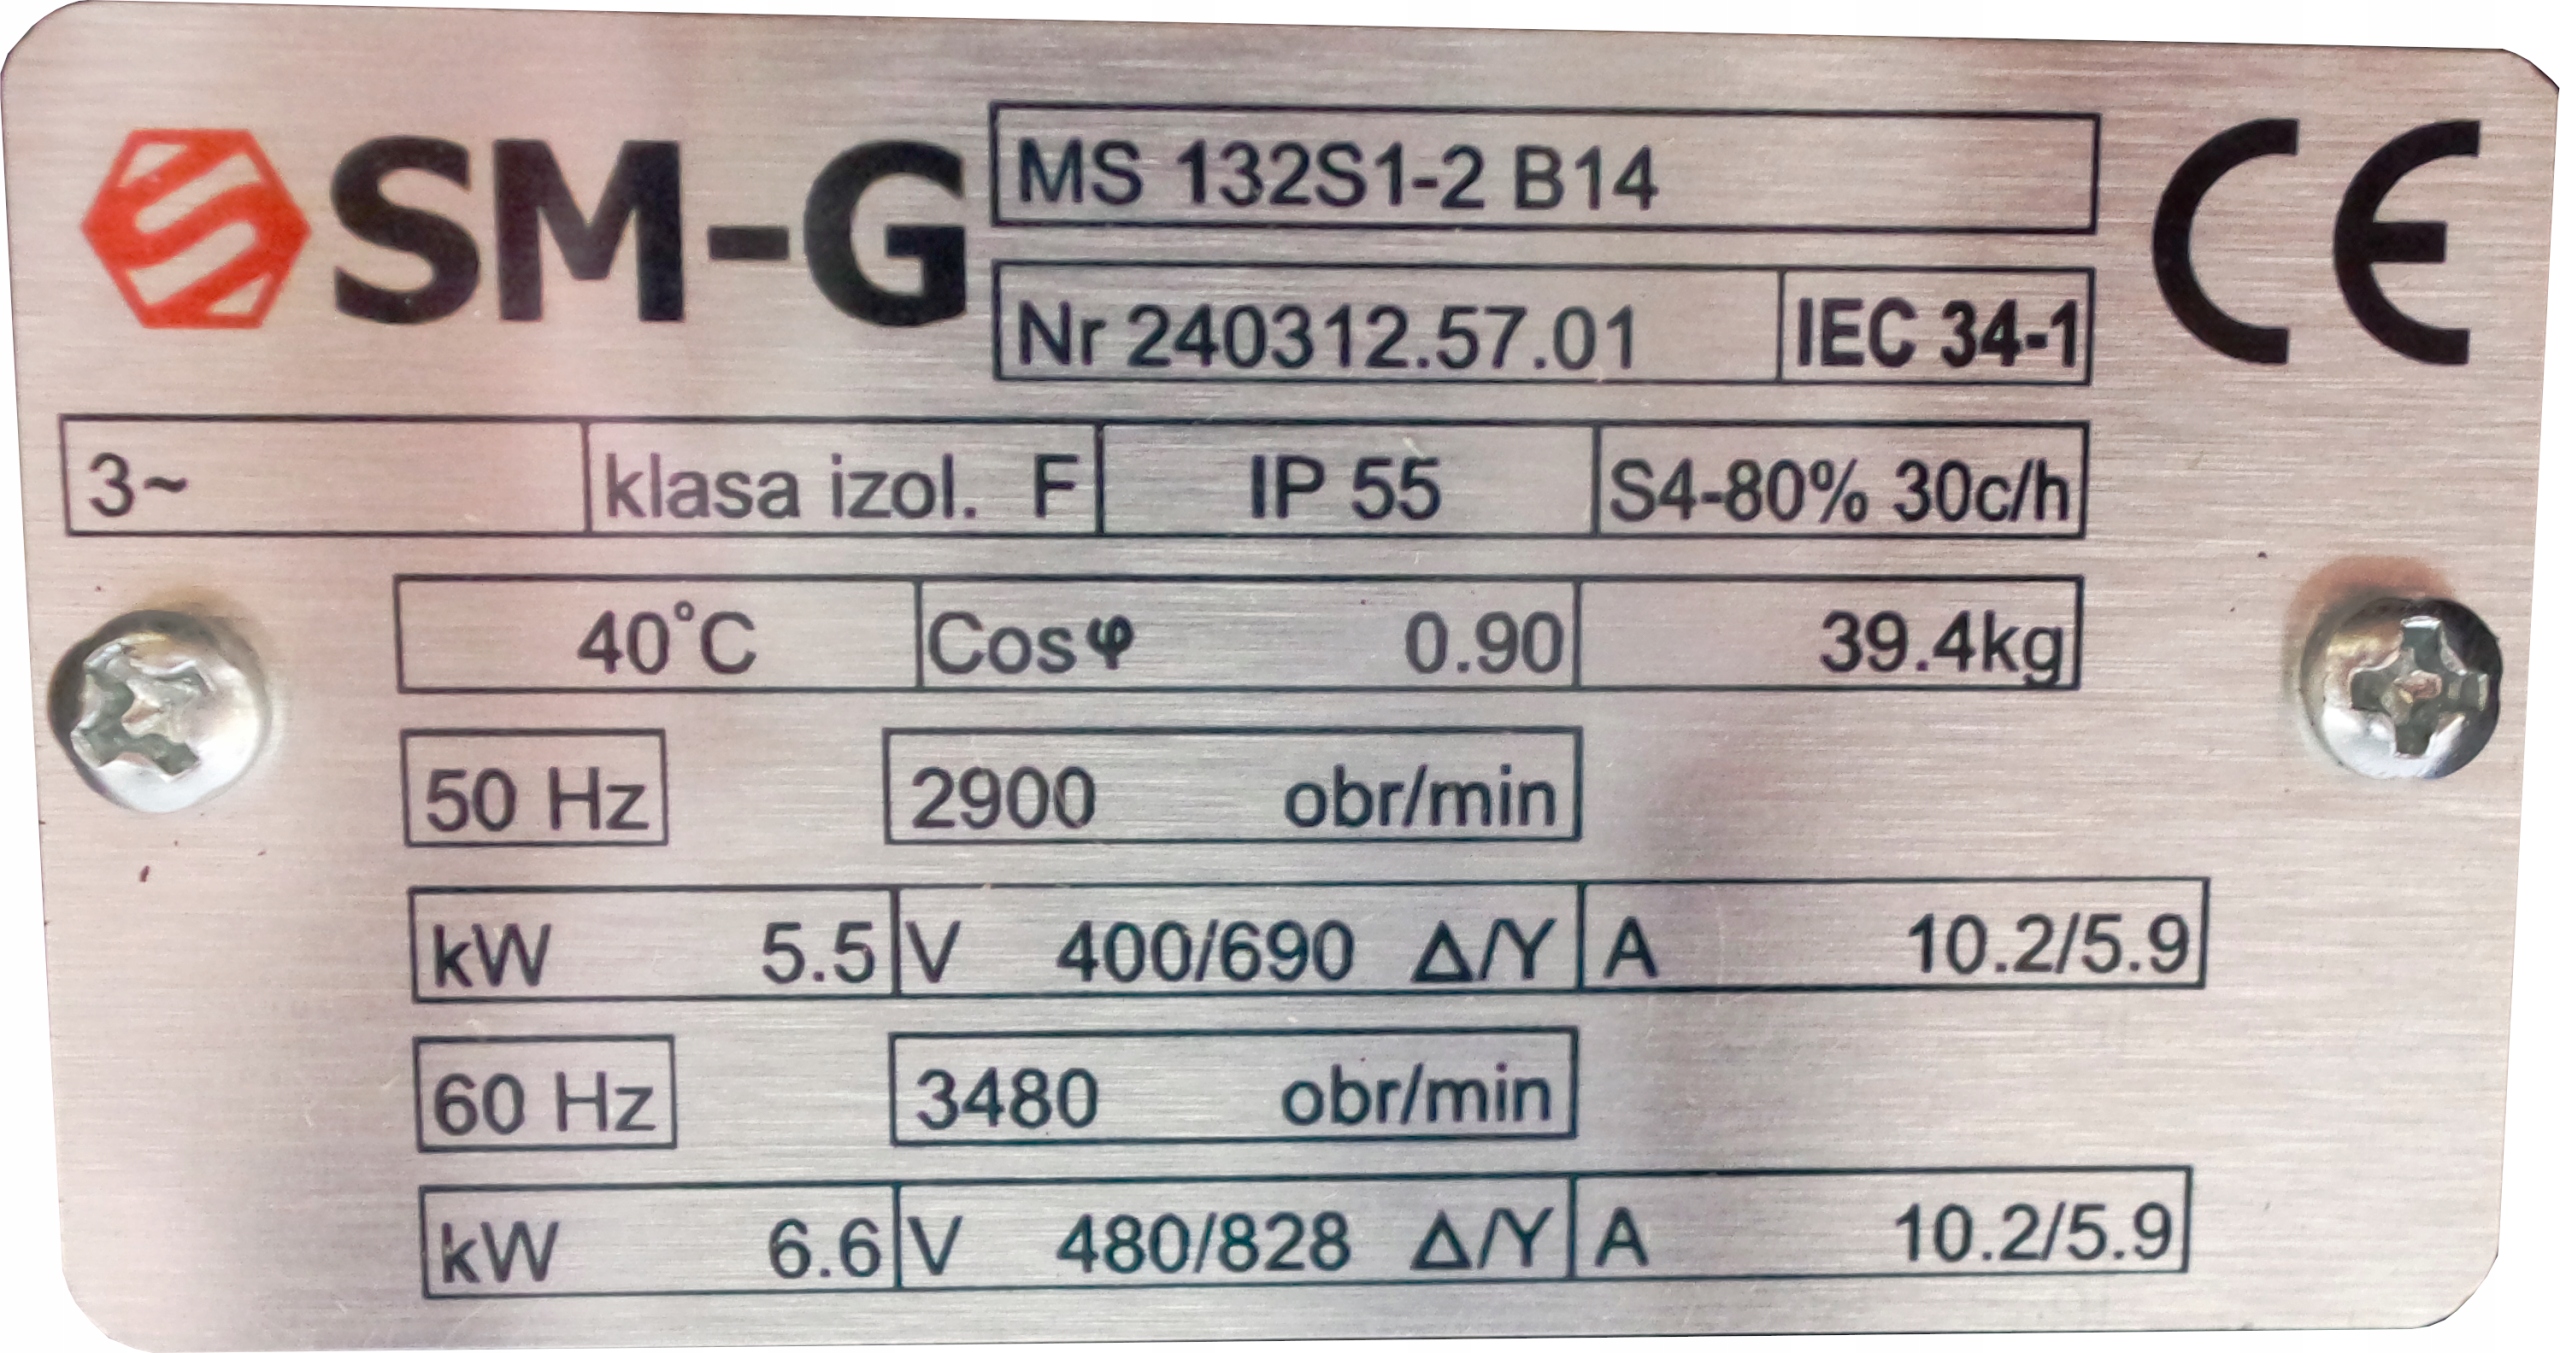 SM-G
MS 132S1-2 B14
CE
Nr 240312.57.01 IEC 34-1
3~ klasa izol. F IP 55 S4-80% 30c/h
40°C Cosφ 0.90 39.4kg
50 Hz 2900 obr/min
kW 5.5 V 400/690 Δ/Y A 10.2/5.9
60 Hz 3480 obr/min
kW 6.6 V 480/828 Δ/Y A 10.2/5.9